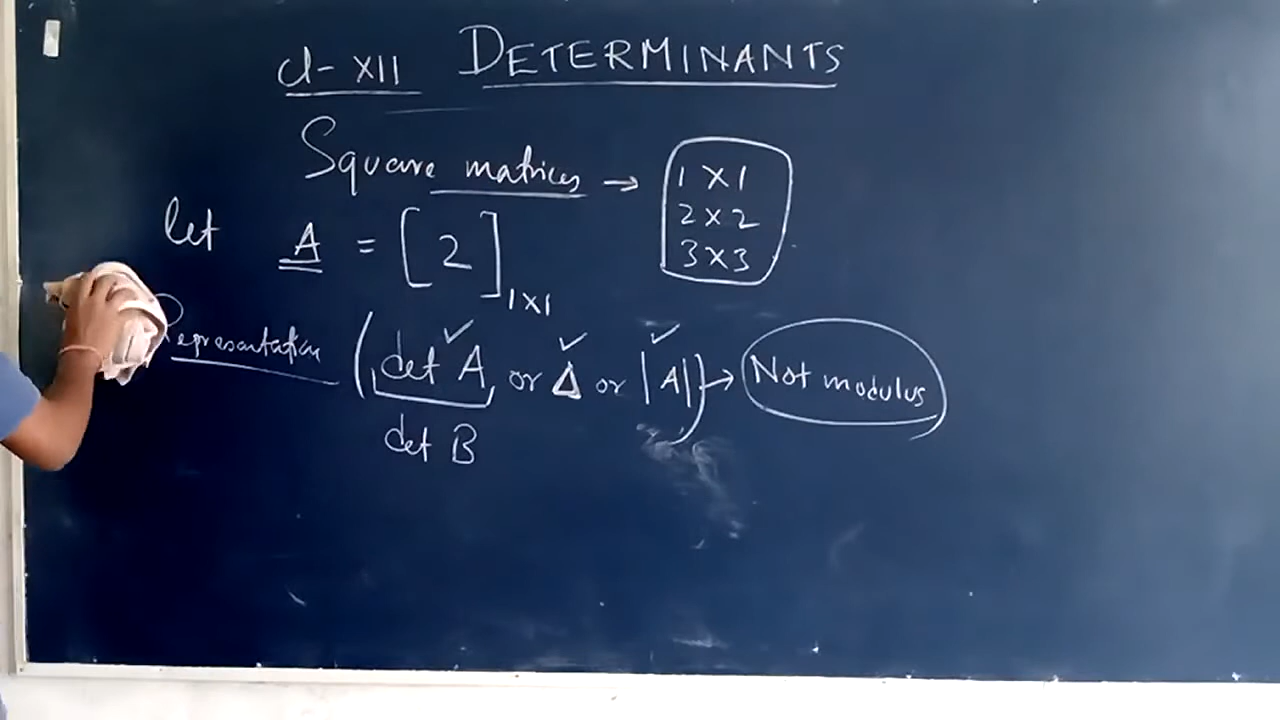 cl-XII DETERMINANTS
Square matrices → 1×1
2×2
3×3
let A = [2]1×1
Representation (det A or Δ or |A|) → Not modulus
det B